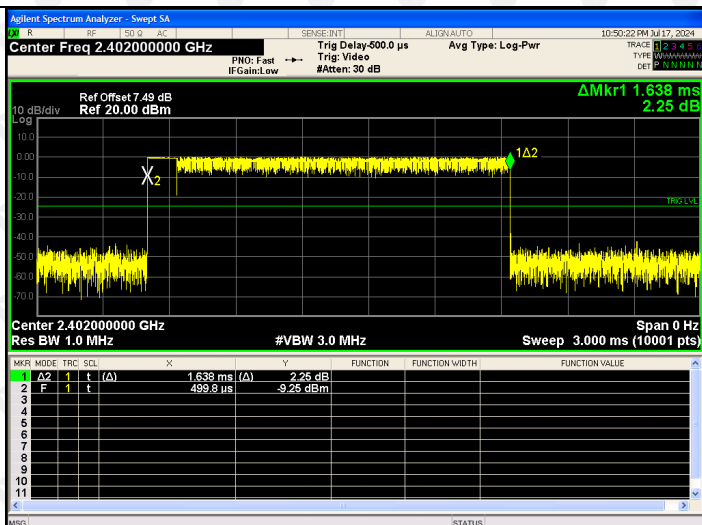 Agilent Spectrum Analyzer - Swept SA
R RF 50 Ω AC SENSE:INT ALIGNAUTO 10:50:22 PM Jul 17, 2024
Center Freq 2.402000000 GHz
PNO: Fast
IFGain:Low
Trig Delay-500.0 µs
Trig: Video
#Atten: 30 dB
Avg Type: Log-Pwr
TRACE 1 2 3 4 5 6
TYPE
DET P N N N N N
ΔMkr1 1.638 ms
2.25 dB
Ref Offset 7.49 dB
10 dB/div Ref 20.00 dBm
Log
10.0
0.00
-10.0
-20.0
-30.0
-40.0
-50.0
-60.0
-70.0
1Δ2
X2
TRIG LVL
Center 2.402000000 GHz Span 0 Hz
Res BW 1.0 MHz #VBW 3.0 MHz Sweep 3.000 ms (10001 pts)
MKR MODE TRC SCL X Y FUNCTION FUNCTION WIDTH FUNCTION VALUE
1 Δ2 1 t (Δ) 1.638 ms (Δ) 2.25 dB
2 F 1 t 499.8 µs -9.25 dBm
3
4
5
6
7
8
9
10
11
MSG STATUS